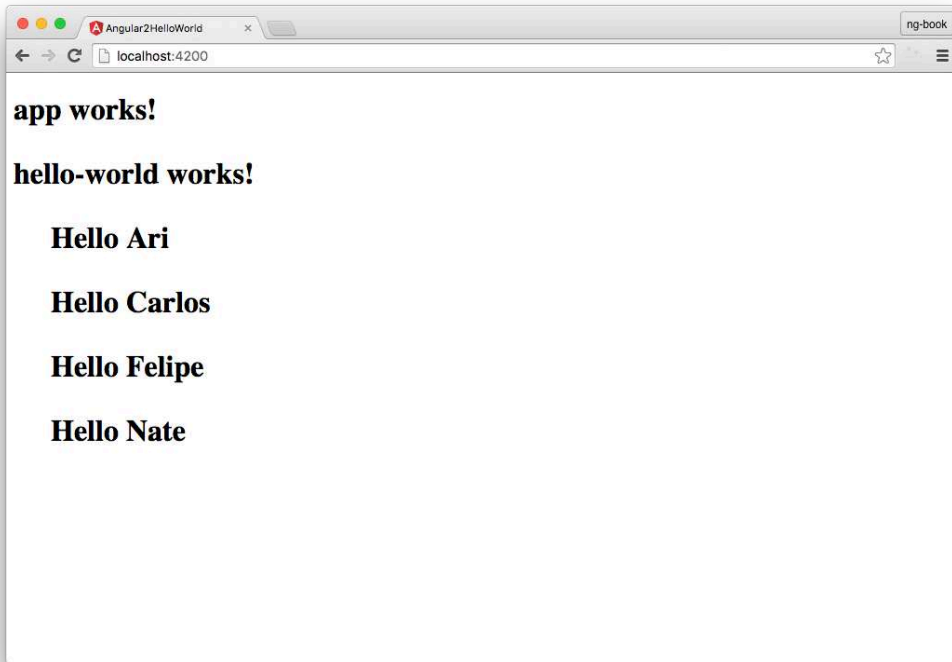 Angular2HelloWorld
ng-book
localhost:4200
app works!
hello-world works!
Hello Ari
Hello Carlos
Hello Felipe
Hello Nate